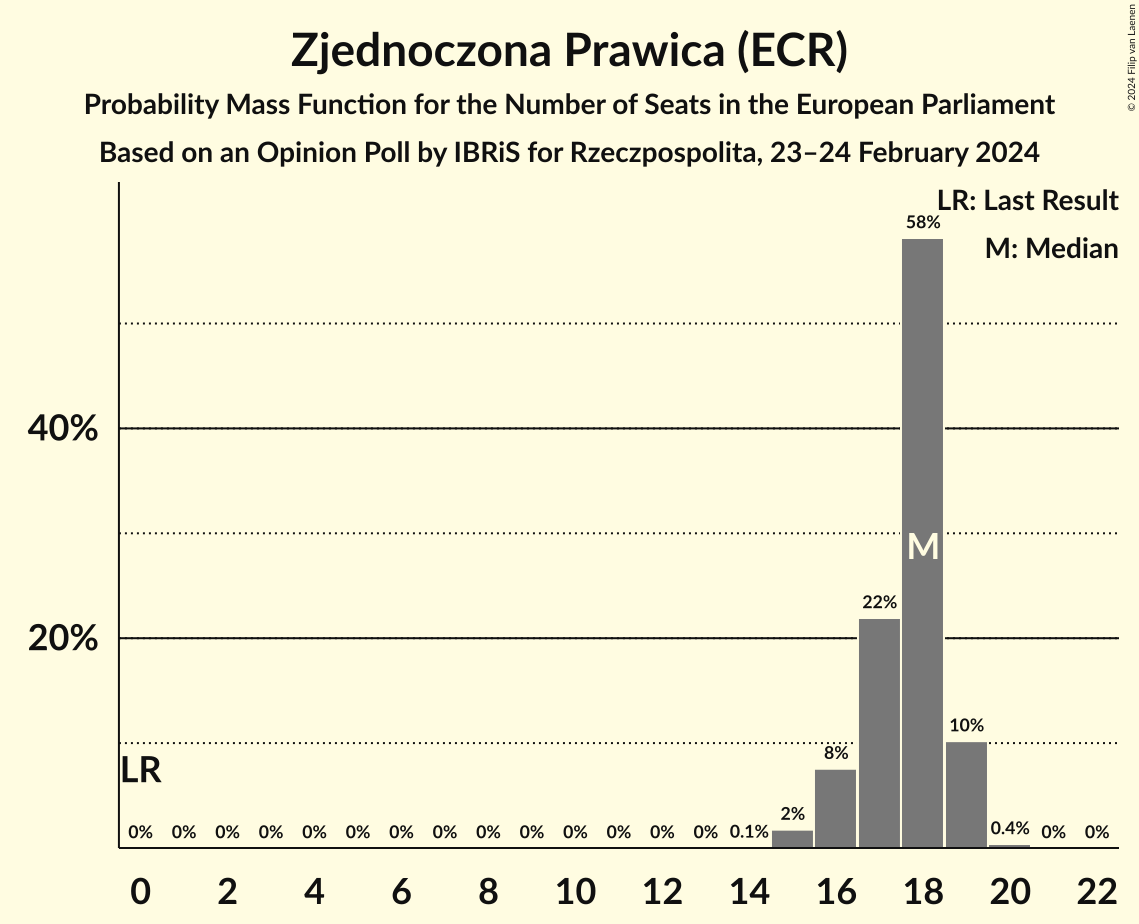 Zjednoczona Prawica (ECR)
Probability Mass Function for the Number of Seats in the European Parliament
Based on an Opinion Poll by IBRiS for Rzeczpospolita, 23–24 February 2024
© 2024 Filip van Laenen
LR: Last Result
M: Median
58%
40%
M
22%
20%
10%
8%
LR
2%
0% 0% 0% 0% 0% 0% 0% 0% 0% 0% 0% 0% 0% 0% 0.1% 0.4% 0% 0%
0 2 4 6 8 10 12 14 16 18 20 22